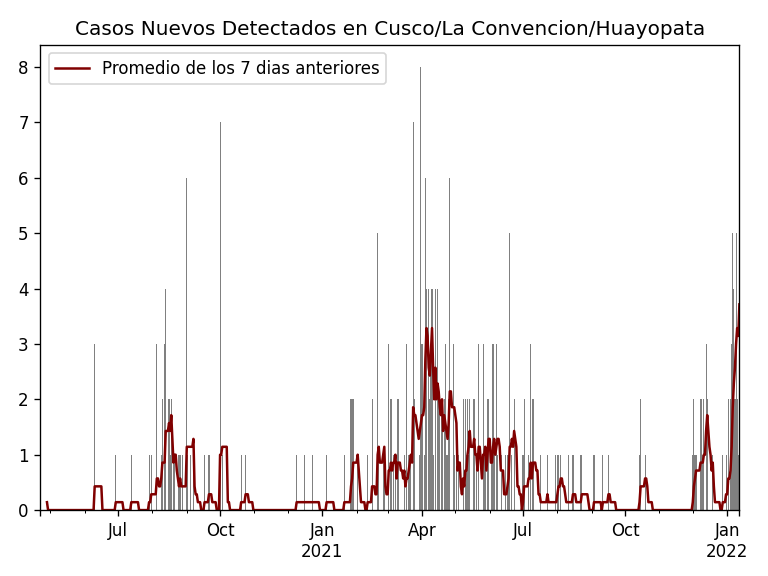 Casos Nuevos Detectados en Cusco/La Convencion/Huayopata
Promedio de los 7 dias anteriores
8
7
6
5
4
3
2
1
0
Jul
Oct
Jan
2021
Apr
Jul
Oct
Jan
2022